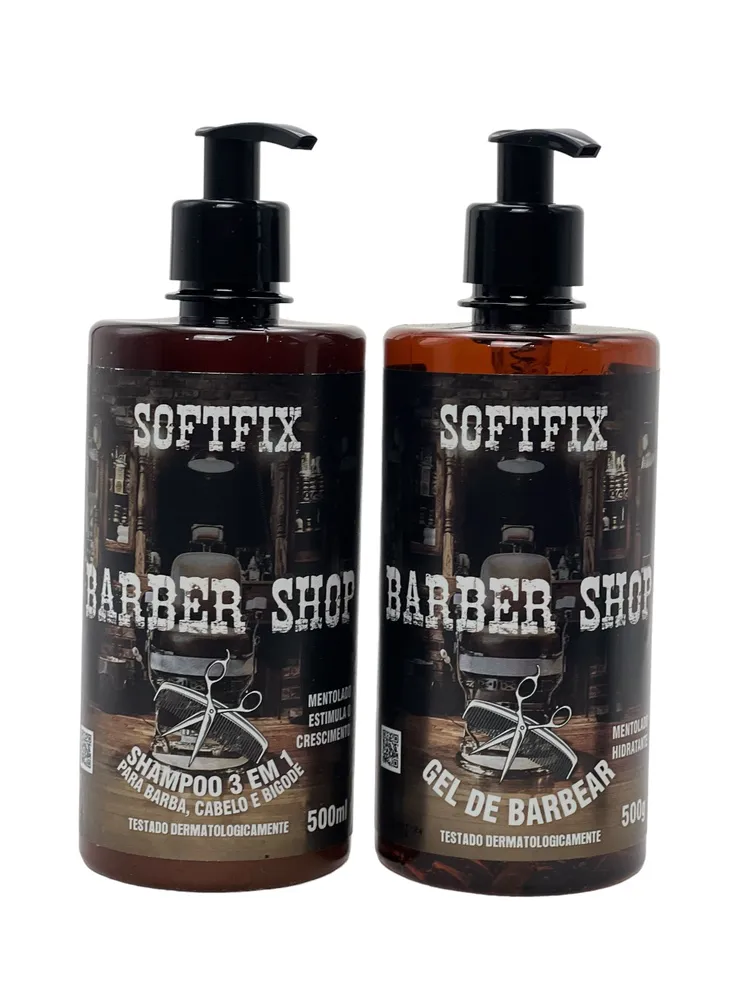 SOFTFIX
BARBER SHOP
MENTOLADO
ESTIMULA O
CRESCIMENTO
SHAMPOO 3 EM 1
PARA BARBA, CABELO E BIGODE
500ml
TESTADO DERMATOLOGICAMENTE
SOFTFIX
BARBER SHOP
MENTOLADO
HIDRATANTE
GEL DE BARBEAR
500g
TESTADO DERMATOLOGICAMENTE